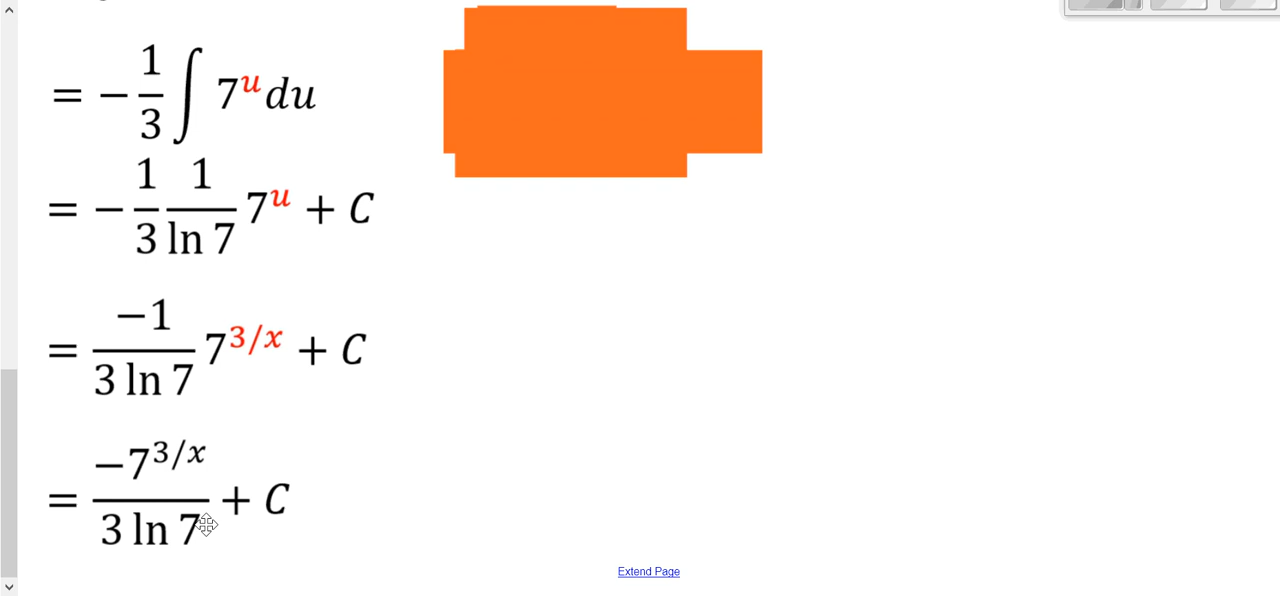 = −1/3 ∫ 7^u du
= −1/3 1/ln 7 7^u + C
= −1/(3 ln 7) 7^(3/x) + C
= −7^(3/x)/(3 ln 7) + C
Extend Page